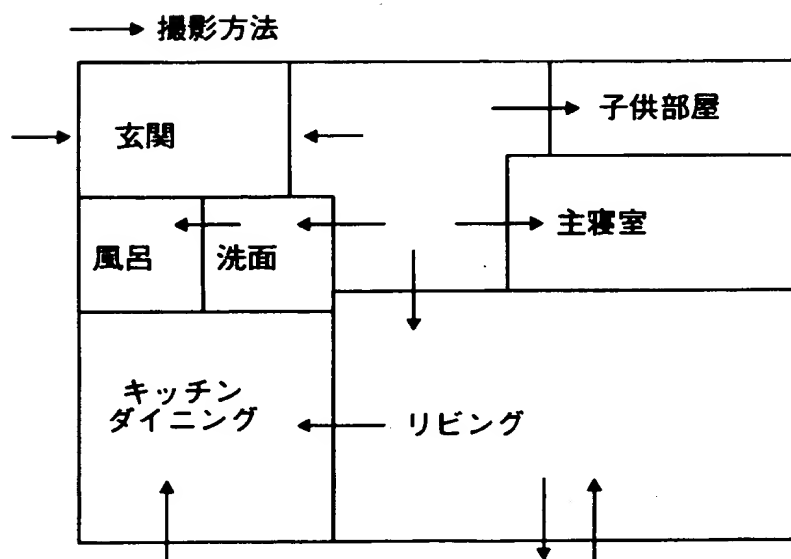 撮影方法
玄関
子供部屋
風呂
洗面
主寝室
キッチン
ダイニング
リビング